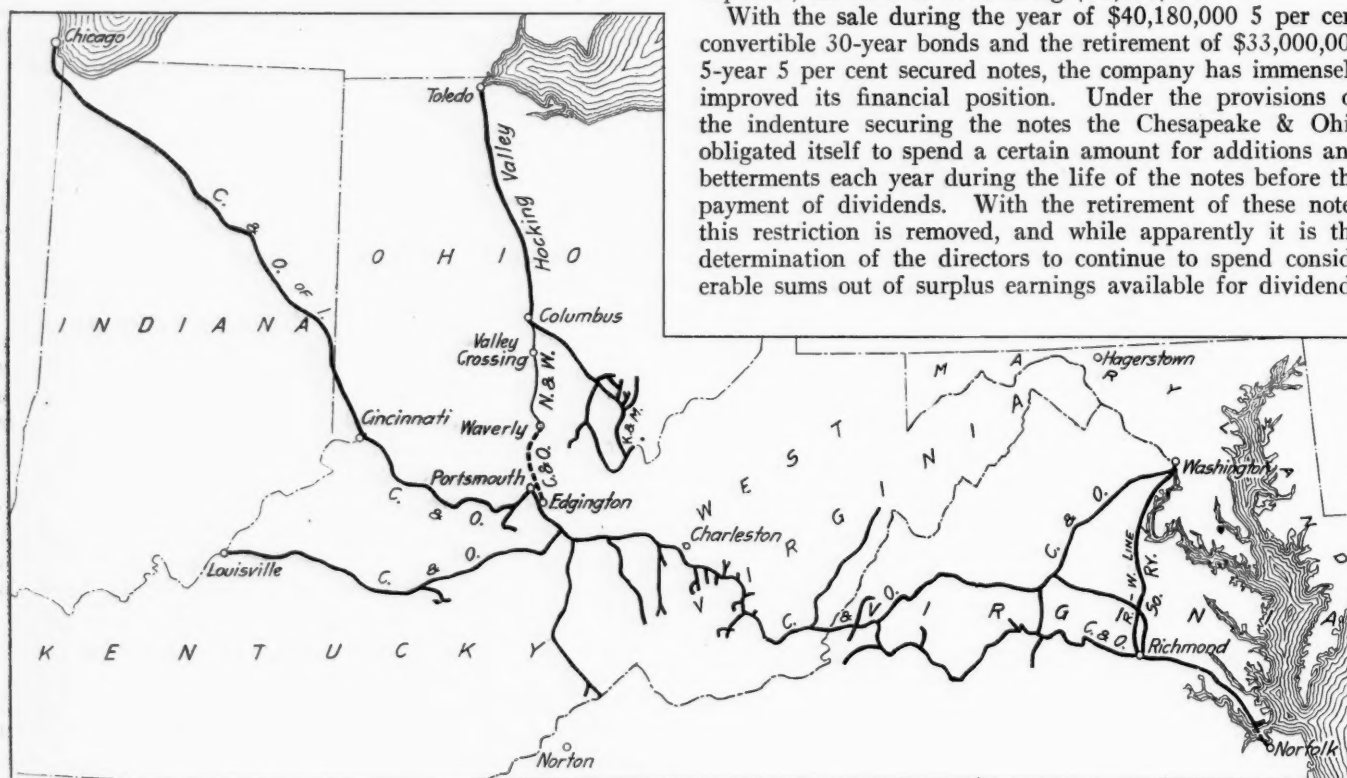 With the sale during the year of $40,180,000 5 per cen
convertible 30-year bonds and the retirement of $33,000,00
5-year 5 per cent secured notes, the company has immensel
improved its financial position. Under the provisions o
the indenture securing the notes the Chesapeake & Ohi
obligated itself to spend a certain amount for additions an
betterments each year during the life of the notes before th
payment of dividends. With the retirement of these note
this restriction is removed, and while apparently it is th
determination of the directors to continue to spend consid
erable sums out of surplus earnings available for dividend
Chicago
Toledo
Hocking Valley
C. & O. OF I.
OHIO
INDIANA
Columbus
Valley
Crossing
N. & W.
Waverly
K. & M.
C. & O.
Cincinnati
Portsmouth
Edgington
C. & O.
Louisville
C. & O.
KENTUCKY
Norton
Charleston
WEST
VIRGINIA
MARY
Hagerstown
Washington
C. & O.
R. - W. LINE
SO. RY.
C. & O.
VIRGINIA
C. & O.
Richmond
Norfolk